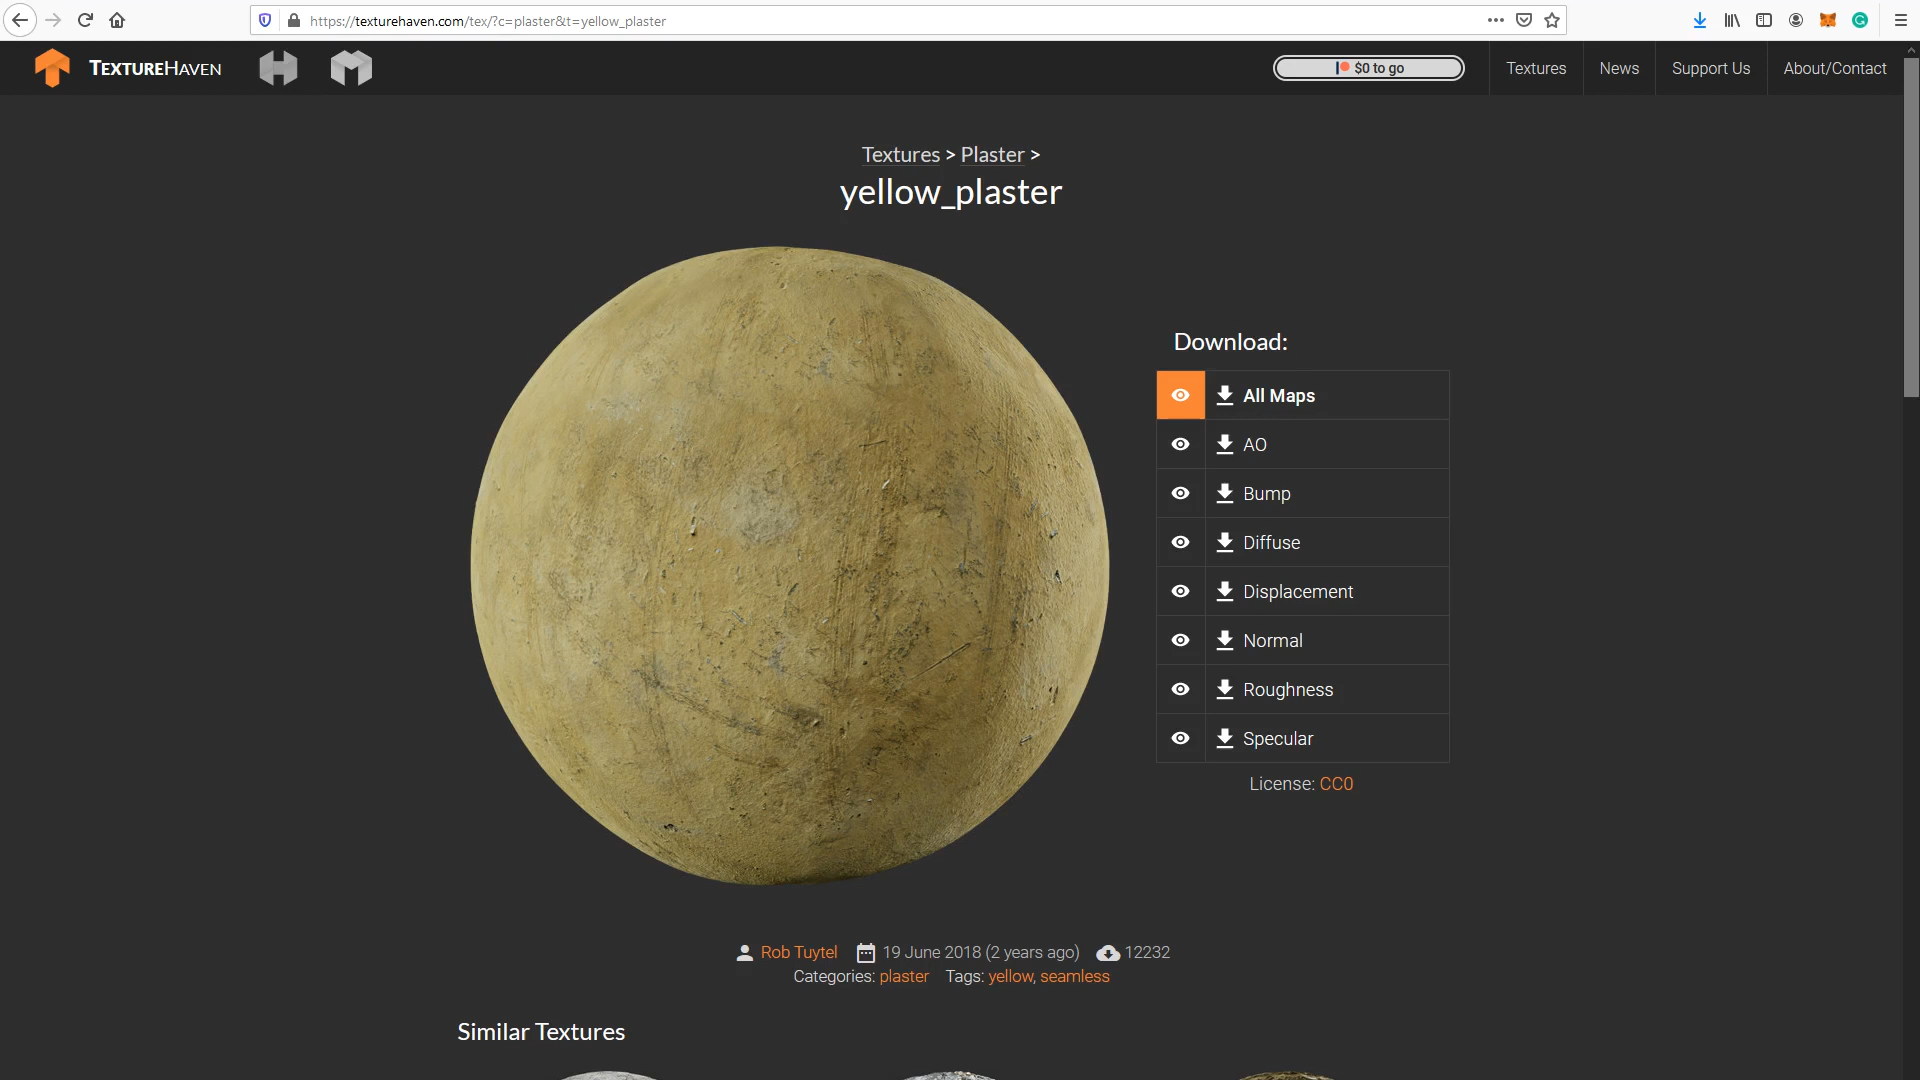 https://texturehaven.com/tex/?c=plaster&t=yellow_plaster
TEXTUREHAVEN
$0 to go
Textures
News
Support Us
About/Contact
Textures > Plaster >
yellow_plaster
Download:
All Maps
AO
Bump
Diffuse
Displacement
Normal
Roughness
Specular
License: CC0
Rob Tuytel 19 June 2018 (2 years ago) 12232
Categories: plaster Tags: yellow, seamless
Similar Textures